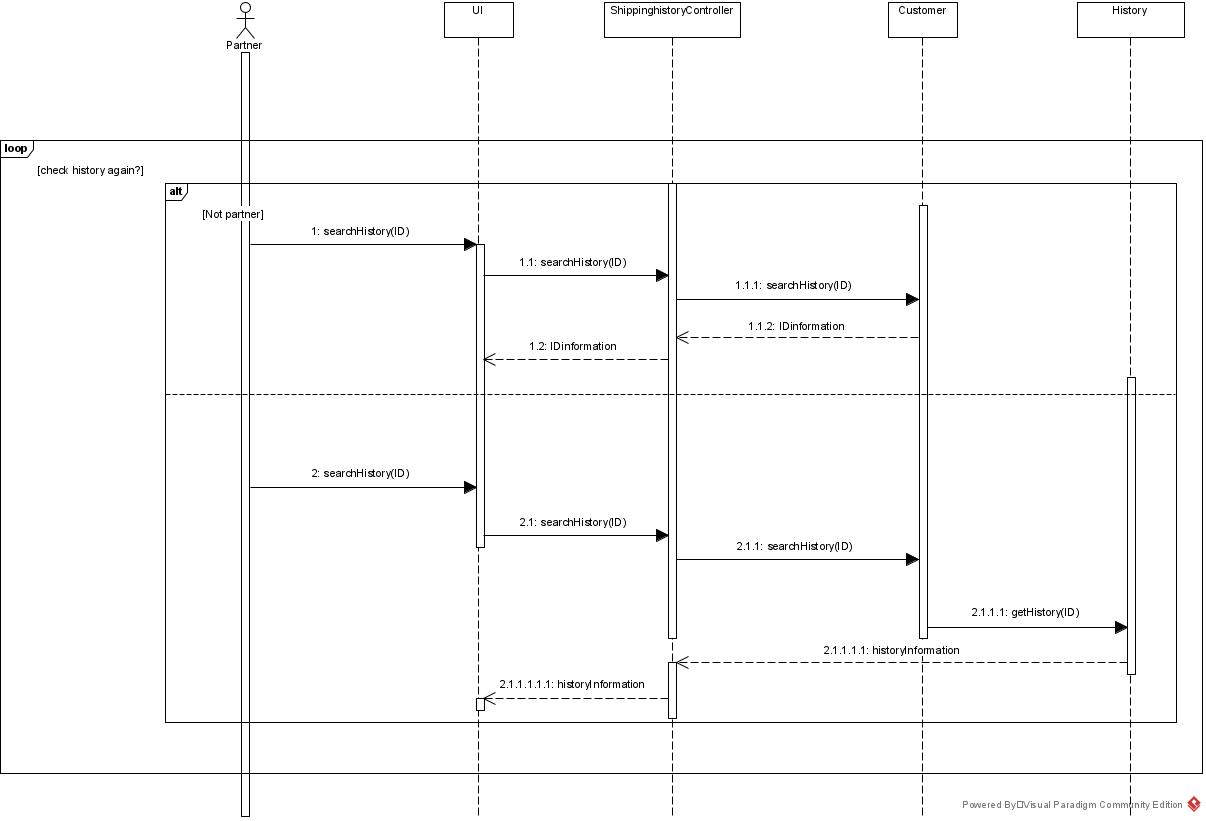 Partner
UI
ShippinghistoryController
Customer
History
loop
[check history again?]
alt
[Not partner]
1: searchHistory(ID)
1.1: searchHistory(ID)
1.1.1: searchHistory(ID)
1.1.2: IDinformation
1.2: IDinformation
2: searchHistory(ID)
2.1: searchHistory(ID)
2.1.1: searchHistory(ID)
2.1.1.1: getHistory(ID)
2.1.1.1.1: historyInformation
2.1.1.1.1.1: historyInformation
Powered By□Visual Paradigm Community Edition